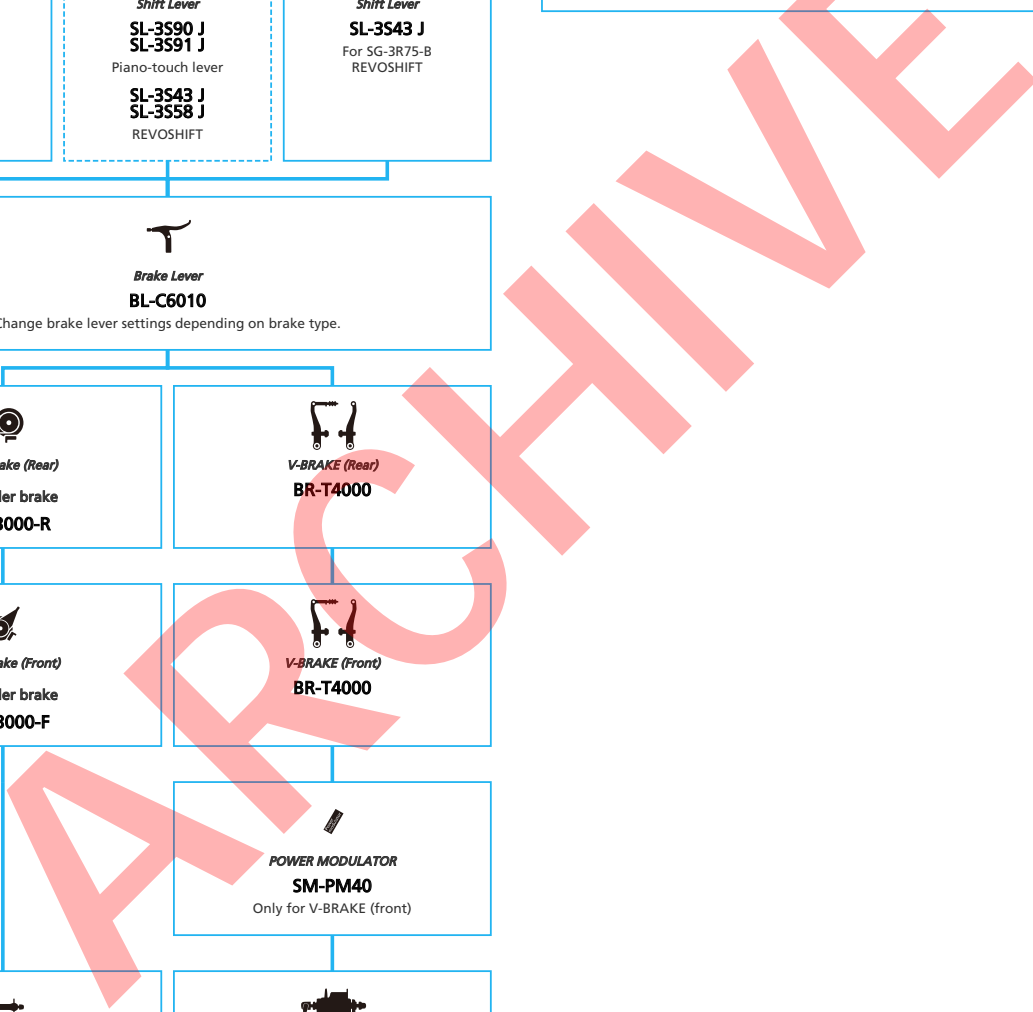 Shift Lever
SL-3S90 J
SL-3S91 J
Piano-touch lever
SL-3S43 J
SL-3S58 J
REVOSHIFT
Shift Lever
SL-3S43 J
For SG-3R75-B
REVOSHIFT
Brake Lever
BL-C6010
Change brake lever settings depending on brake type.
ake (Rear)
ler brake
3000-R
V-BRAKE (Rear)
BR-T4000
ake (Front)
ler brake
3000-F
V-BRAKE (Front)
BR-T4000
POWER MODULATOR
SM-PM40
Only for V-BRAKE (front)
ARCHIVE